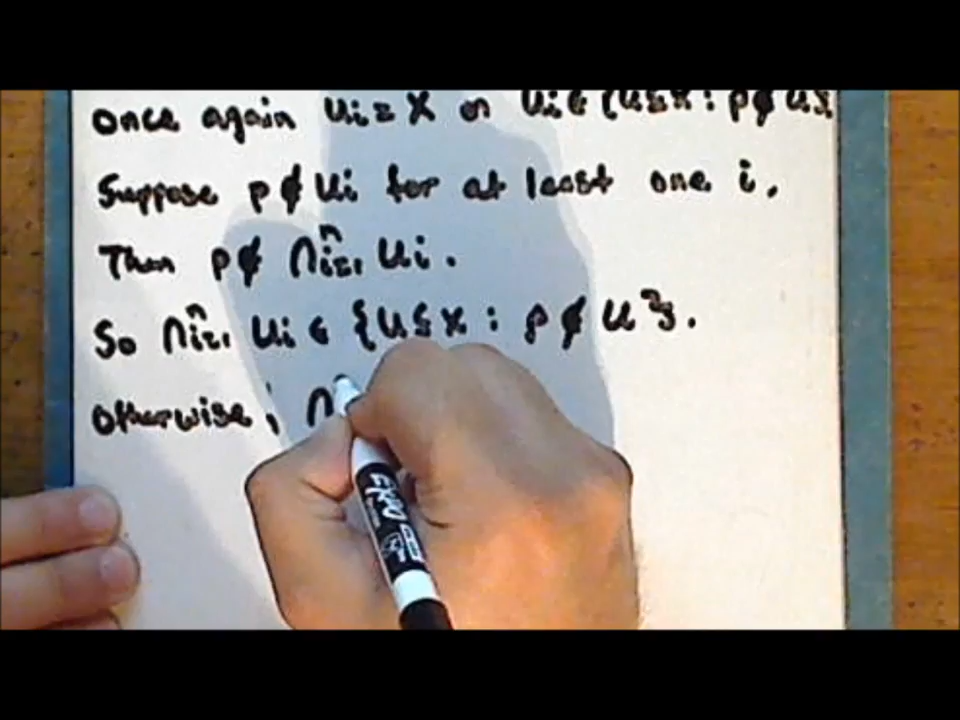 once again Ui = X or Ui ∈ {U ⊆ X : p ∉ U}
Suppose p ∉ Ui for at least one i.
Then p ∉ ∩ⁿi=1 Ui.
So ∩ⁿi=1 Ui ∈ {U ⊆ X : p ∉ U}.
Otherwise, ∩
EXPO